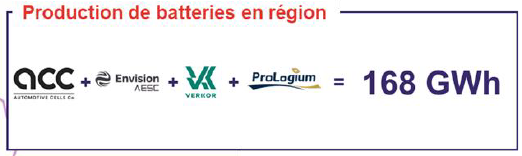 Production de batteries en région
acc + Envision + VERKOR + ProLogium = 168 GWh
AUTOMOTIVE CELLS Co AESC